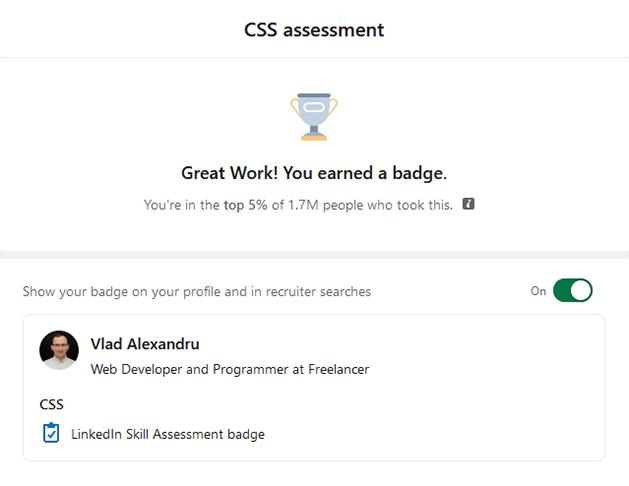 CSS assessment
Great Work! You earned a badge.
You're in the top 5% of 1.7M people who took this.
Show your badge on your profile and in recruiter searches
On
Vlad Alexandru
Web Developer and Programmer at Freelancer
CSS
LinkedIn Skill Assessment badge